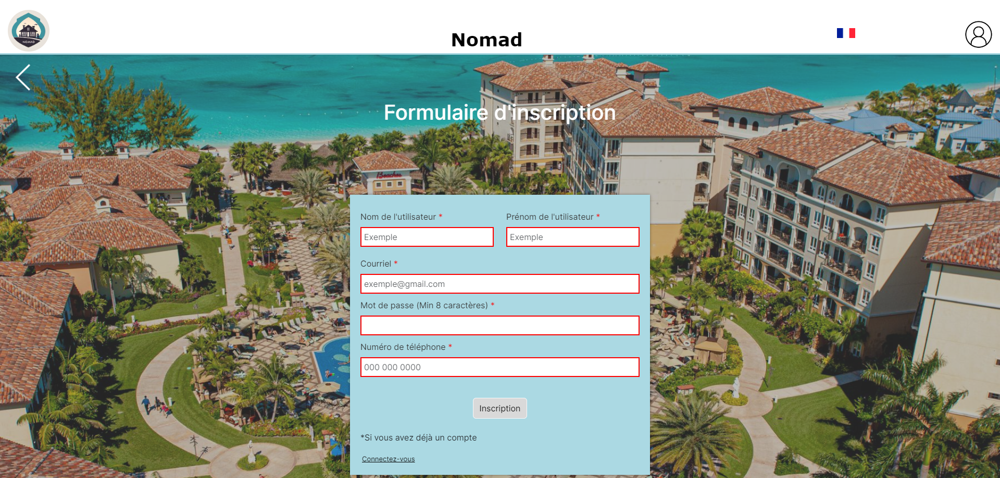 NOMAD
Nomad
Formulaire d'inscription
Beaches
Nom de l'utilisateur *
Prénom de l'utilisateur *
Exemple
Exemple
Courriel *
exemple@gmail.com
Mot de passe (Min 8 caractères) *
Numéro de téléphone *
000 000 0000
Inscription
*Si vous avez déjà un compte
Connectez-vous